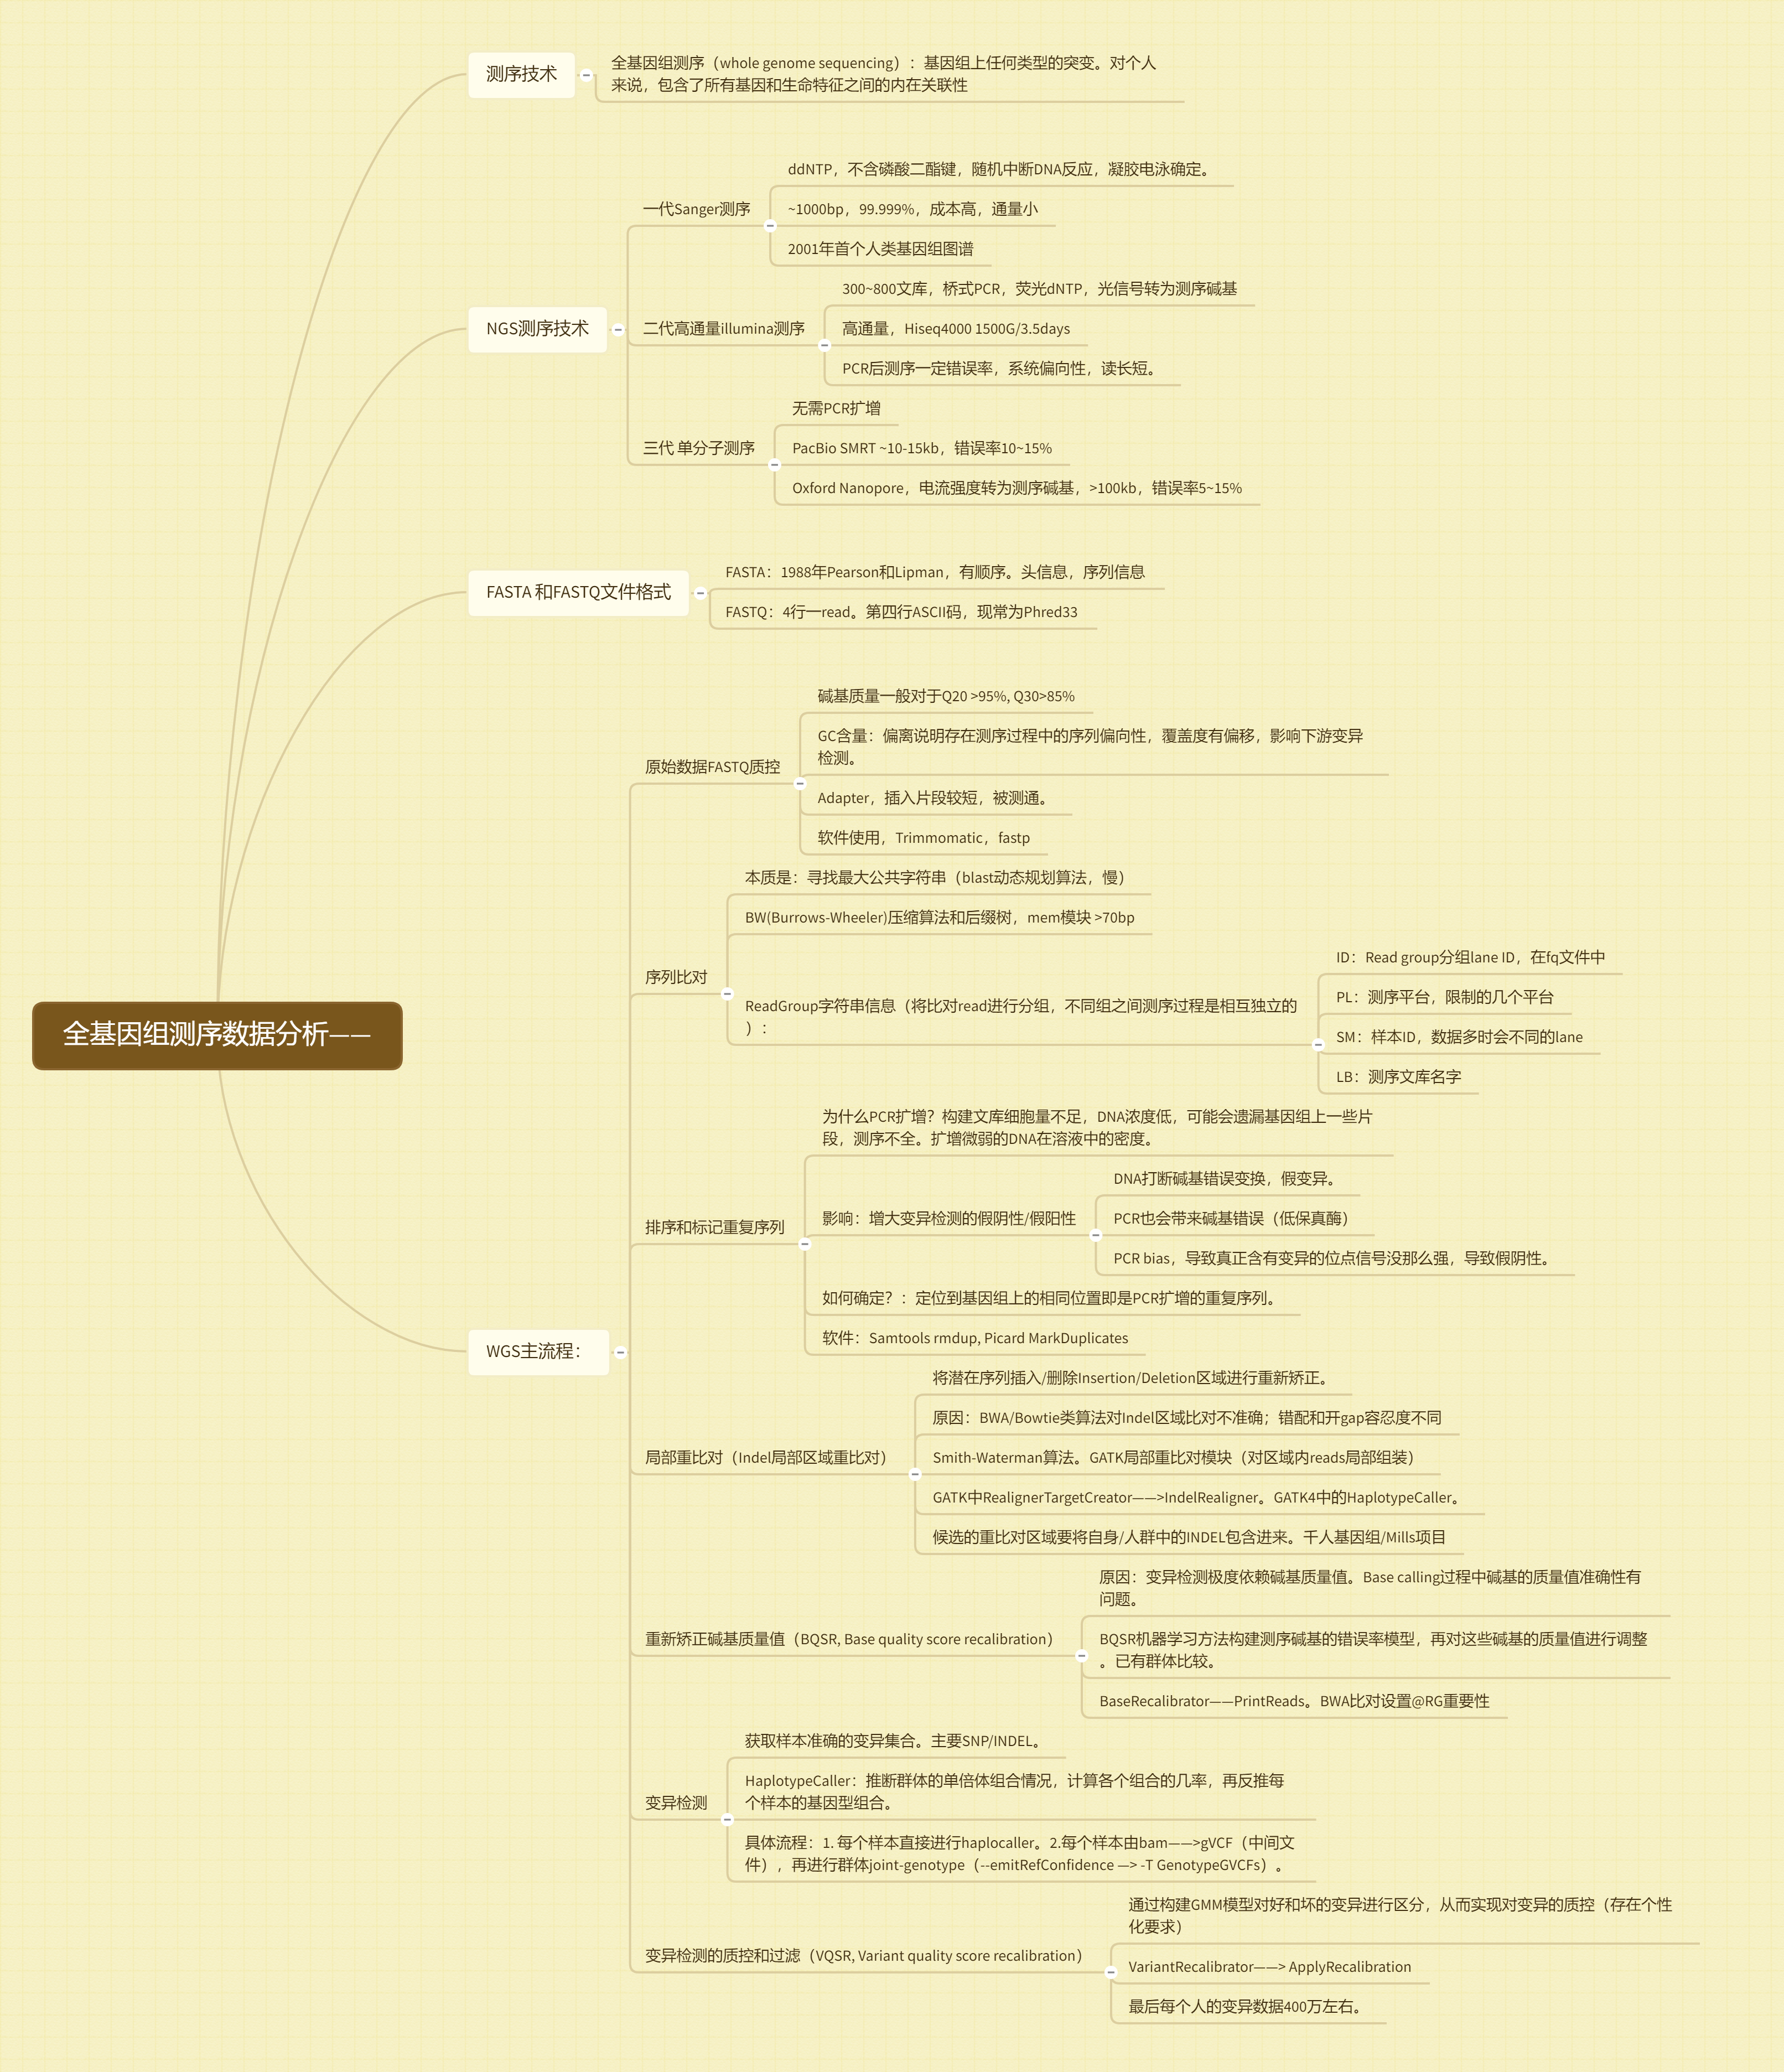 测序技术
全基因组测序（whole genome sequencing）：基因组上任何类型的突变。对个人
来说，包含了所有基因和生命特征之间的内在关联性
NGS测序技术
一代Sanger测序
ddNTP，不含磷酸二酯键，随机中断DNA反应，凝胶电泳确定。
~1000bp，99.999%，成本高，通量小
2001年首个人类基因组图谱
二代高通量illumina测序
300~800文库，桥式PCR，荧光dNTP，光信号转为测序碱基
高通量，Hiseq4000 1500G/3.5days
PCR后测序一定错误率，系统偏向性，读长短。
三代 单分子测序
无需PCR扩增
PacBio SMRT ~10-15kb，错误率10~15%
Oxford Nanopore，电流强度转为测序碱基，>100kb，错误率5~15%
FASTA 和FASTQ文件格式
FASTA：1988年Pearson和Lipman，有顺序。头信息，序列信息
FASTQ：4行一read。第四行ASCII码，现常为Phred33
全基因组测序数据分析——
WGS主流程：
原始数据FASTQ质控
碱基质量一般对于Q20 >95%, Q30>85%
GC含量：偏离说明存在测序过程中的序列偏向性，覆盖度有偏移，影响下游变异
检测。
Adapter，插入片段较短，被测通。
软件使用，Trimmomatic，fastp
序列比对
本质是：寻找最大公共字符串（blast动态规划算法，慢）
BW(Burrows-Wheeler)压缩算法和后缀树，mem模块 >70bp
ReadGroup字符串信息（将比对read进行分组，不同组之间测序过程是相互独立的
）：
ID：Read group分组lane ID，在fq文件中
PL：测序平台，限制的几个平台
SM：样本ID，数据多时会不同的lane
LB：测序文库名字
排序和标记重复序列
为什么PCR扩增？构建文库细胞量不足，DNA浓度低，可能会遗漏基因组上一些片
段，测序不全。扩增微弱的DNA在溶液中的密度。
影响：增大变异检测的假阴性/假阳性
DNA打断碱基错误变换，假变异。
PCR也会带来碱基错误（低保真酶）
PCR bias，导致真正含有变异的位点信号没那么强，导致假阴性。
如何确定？：定位到基因组上的相同位置即是PCR扩增的重复序列。
软件：Samtools rmdup, Picard MarkDuplicates
局部重比对（Indel局部区域重比对）
将潜在序列插入/删除Insertion/Deletion区域进行重新矫正。
原因：BWA/Bowtie类算法对Indel区域比对不准确；错配和开gap容忍度不同
Smith-Waterman算法。GATK局部重比对模块（对区域内reads局部组装）
GATK中RealignerTargetCreator——>IndelRealigner。GATK4中的HaplotypeCaller。
候选的重比对区域要将自身/人群中的INDEL包含进来。千人基因组/Mills项目
重新矫正碱基质量值（BQSR, Base quality score recalibration）
原因：变异检测极度依赖碱基质量值。Base calling过程中碱基的质量值准确性有
问题。
BQSR机器学习方法构建测序碱基的错误率模型，再对这些碱基的质量值进行调整
。已有群体比较。
BaseRecalibrator——PrintReads。BWA比对设置@RG重要性
变异检测
获取样本准确的变异集合。主要SNP/INDEL。
HaplotypeCaller：推断群体的单倍体组合情况，计算各个组合的几率，再反推每
个样本的基因型组合。
具体流程：1. 每个样本直接进行haplocaller。2.每个样本由bam——>gVCF（中间文
件），再进行群体joint-genotype（--emitRefConfidence —> -T GenotypeGVCFs）。
变异检测的质控和过滤（VQSR, Variant quality score recalibration）
通过构建GMM模型对好和坏的变异进行区分，从而实现对变异的质控（存在个性
化要求）
VariantRecalibrator——> ApplyRecalibration
最后每个人的变异数据400万左右。